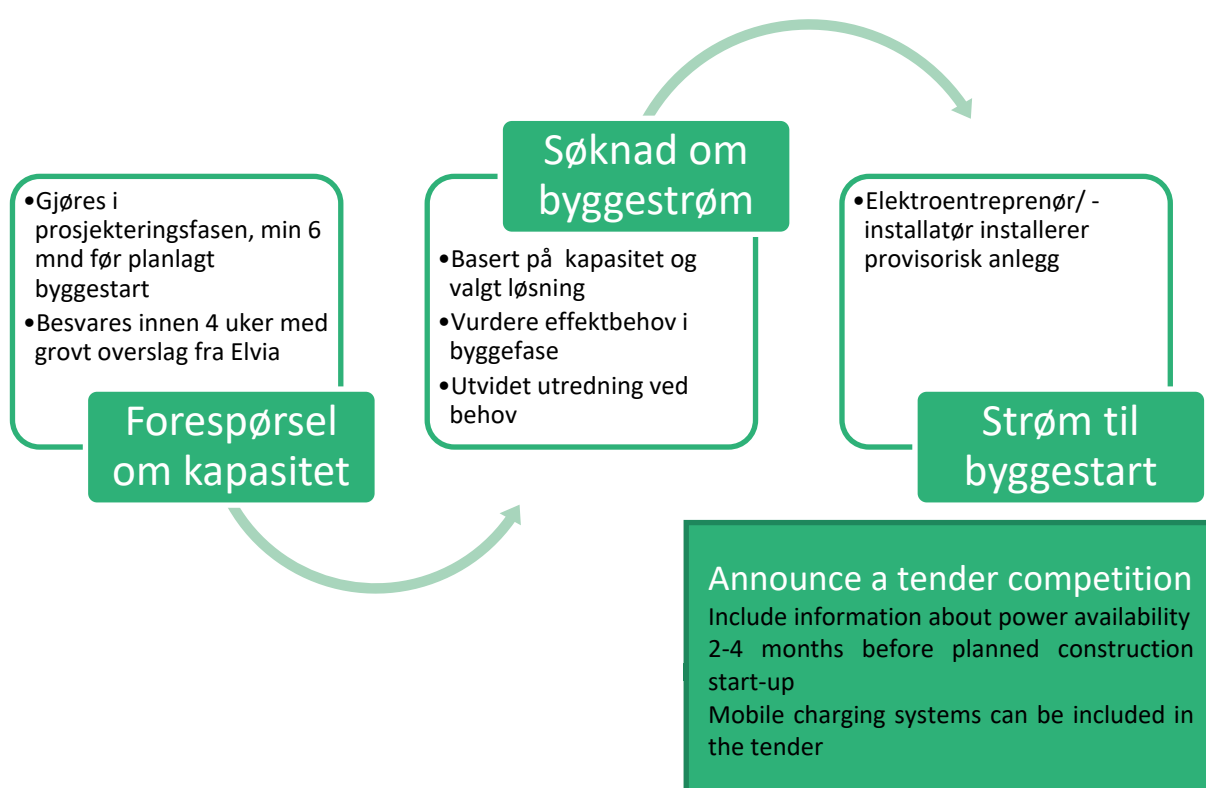 •Gjøres i
prosjekteringsfasen, min 6
mnd før planlagt
byggestart
•Besvares innen 4 uker med
grovt overslag fra Elvia
Forespørsel
om kapasitet
Søknad om
byggestrøm
•Basert på kapasitet og
valgt løsning
•Vurdere effektbehov i
byggefase
•Utvidet utredning ved
behov
•Elektroentreprenør/ -
installatør installerer
provisorisk anlegg
Strøm til
byggestart
Announce a tender competition
Include information about power availability
2-4 months before planned construction
start-up
Mobile charging systems can be included in
the tender